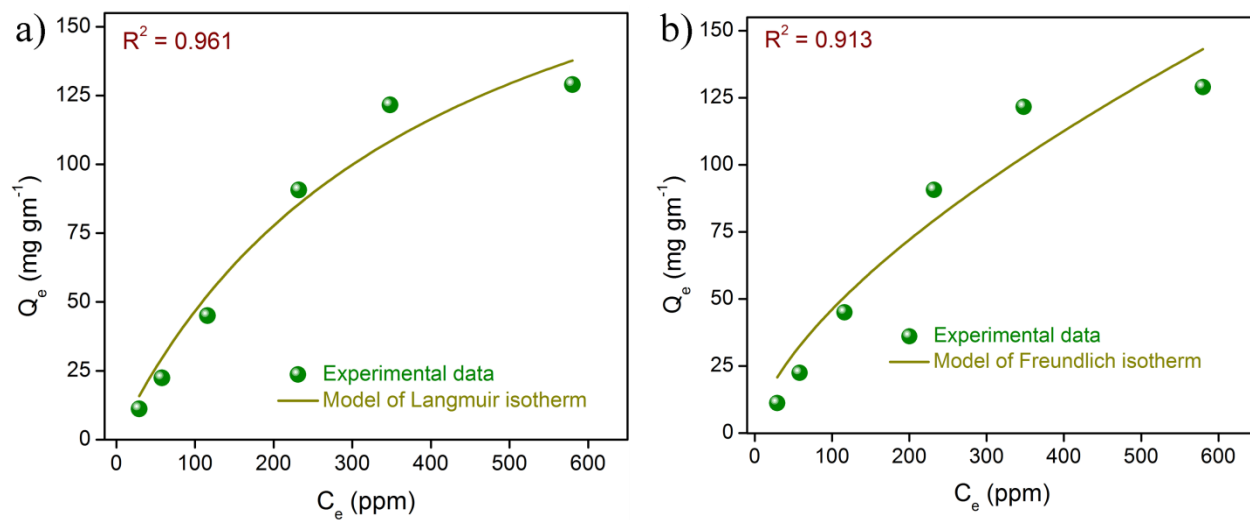 a)
R² = 0.961
150
125
100
75
50
25
0
Qₑ (mg gm⁻¹)
Experimental data
Model of Langmuir isotherm
0 100 200 300 400 500 600
Cₑ (ppm)
b)
R² = 0.913
150
125
100
75
50
25
0
Qₑ (mg gm⁻¹)
Experimental data
Model of Freundlich isotherm
0 100 200 300 400 500 600
Cₑ (ppm)